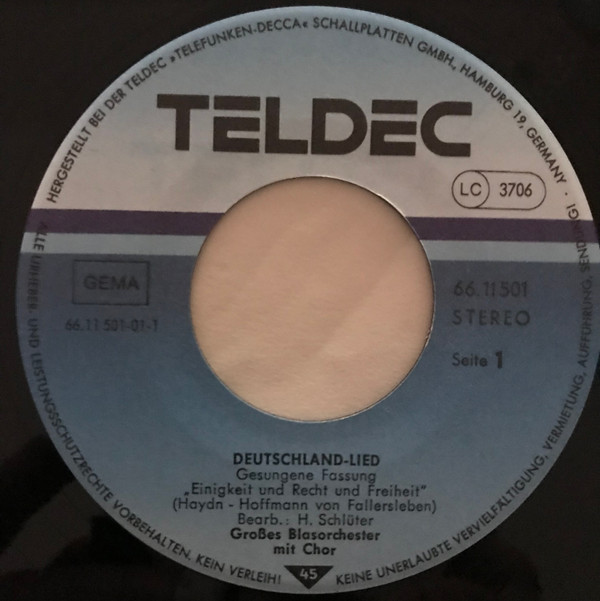 HERGESTELLT BEI DER TELDEC »TELEFUNKEN-DECCA« SCHALLPLATTEN GMBH., HAMBURG 19, GERMANY ·
TELDEC
LC 3706
GEMA
66.11 501-01-1
66.11501
STEREO
Seite 1
DEUTSCHLAND-LIED
Gesungene Fassung
„Einigkeit und Recht und Freiheit"
(Haydn - Hoffmann von Fallersleben)
Bearb.: H. Schlüter
Großes Blasorchester
mit Chor
45
ALLE URHEBER- UND LEISTUNGSSCHUTZRECHTE VORBEHALTEN. KEIN VERLEIH! KEINE UNERLAUBTE VERVIELFÄLTIGUNG, VERMIETUNG, AUFFÜHRUNG, SENDUNG!